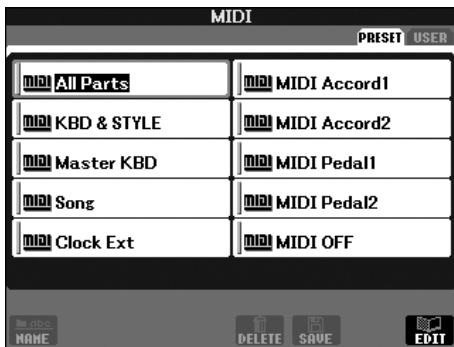 MIDI
PRESET USER
MIDI All Parts
MIDI MIDI Accord1
MIDI KBD & STYLE
MIDI MIDI Accord2
MIDI Master KBD
MIDI MIDI Pedal1
MIDI Song
MIDI MIDI Pedal2
MIDI Clock Ext
MIDI MIDI OFF
abc
NAME
DELETE
SAVE
EDIT